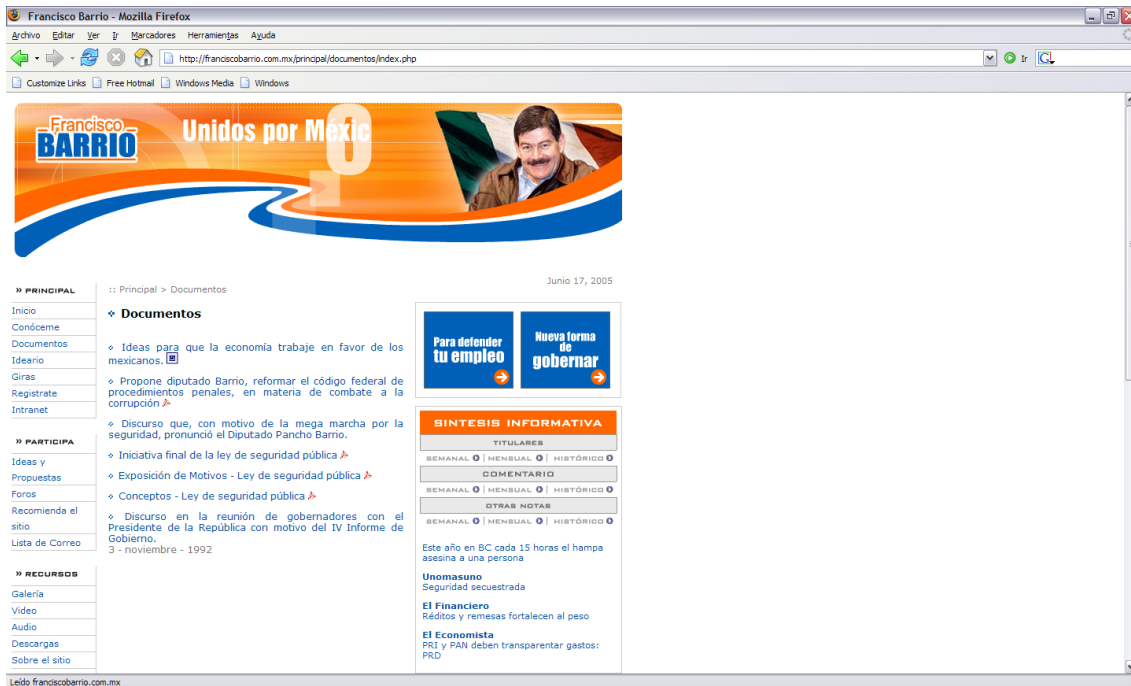 Francisco Barrio - Mozilla Firefox
Archivo Editar Ver Ir Marcadores Herramientas Ayuda
http://franciscobarrio.com.mx/principal/documentos/index.php
Ir
Customize Links Free Hotmail Windows Media Windows
Francisco
BARRIO
Unidos por México
Junio 17, 2005
» PRINCIPAL
Inicio
Conóceme
Documentos
Ideario
Giras
Registrate
Intranet
» PARTICIPA
Ideas y
Propuestas
Foros
Recomienda el
sitio
Lista de Correo
» RECURSOS
Galería
Video
Audio
Descargas
Sobre el sitio
:: Principal > Documentos
Documentos
Ideas para que la economía trabaje en favor de los
mexicanos.
Propone diputado Barrio, reformar el código federal de
procedimientos penales, en materia de combate a la
corrupción
Discurso que, con motivo de la mega marcha por la
seguridad, pronunció el Diputado Pancho Barrio.
Iniciativa final de la ley de seguridad pública
Exposición de Motivos - Ley de seguridad pública
Conceptos - Ley de seguridad pública
Discurso en la reunión de gobernadores con el
Presidente de la República con motivo del IV Informe de
Gobierno.
3 - noviembre - 1992
Para defender
tu empleo
Nueva forma
de
gobernar
SINTESIS INFORMATIVA
TITULARES
SEMANAL | MENSUAL | HISTÓRICO
COMENTARIO
SEMANAL | MENSUAL | HISTÓRICO
OTRAS NOTAS
SEMANAL | MENSUAL | HISTÓRICO
Este año en BC cada 15 horas el hampa
asesina a una persona
Unomasuno
Seguridad secuestrada
El Financiero
Réditos y remesas fortalecen al peso
El Economista
PRI y PAN deben transparentar gastos:
PRD
Leído franciscobarrio.com.mx